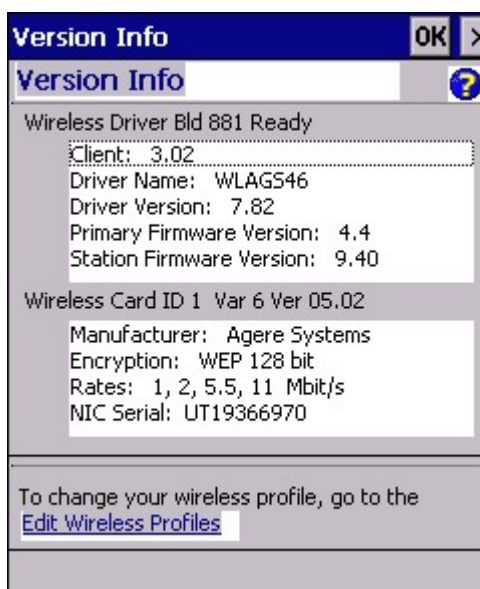 Version Info OK
Version Info
Wireless Driver Bld 881 Ready
Client: 3.02
Driver Name: WLAGS46
Driver Version: 7.82
Primary Firmware Version: 4.4
Station Firmware Version: 9.40
Wireless Card ID 1 Var 6 Ver 05.02
Manufacturer: Agere Systems
Encryption: WEP 128 bit
Rates: 1, 2, 5.5, 11 Mbit/s
NIC Serial: UT19366970
To change your wireless profile, go to the
Edit Wireless Profiles